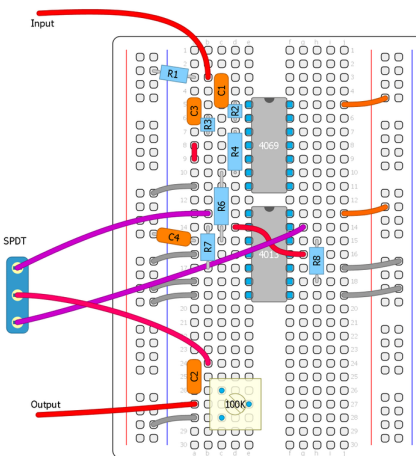 Input
R1
C1
C3
R2
R3
4069
R4
R6
SPDT
C4
R7
4013
R8
C2
100K
Output